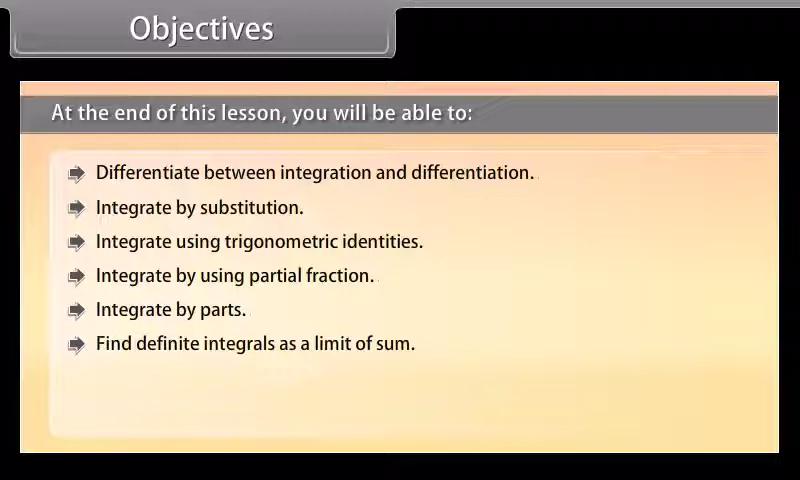 Objectives
At the end of this lesson, you will be able to:
Differentiate between integration and differentiation.
Integrate by substitution.
Integrate using trigonometric identities.
Integrate by using partial fraction.
Integrate by parts.
Find definite integrals as a limit of sum.